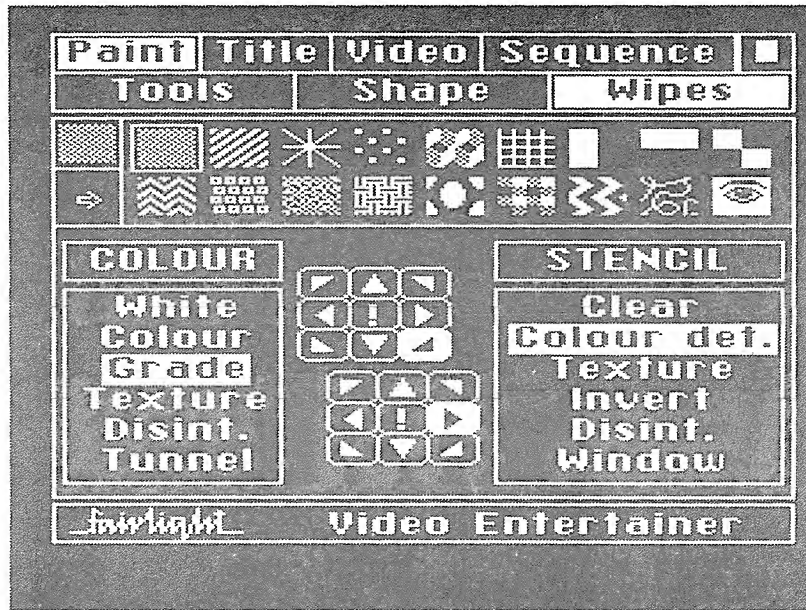 Paint Title Video Sequence
Tools Shape Wipes
COLOUR
White
Colour
Grade
Texture
Disint.
Tunnel
!
!
STENCIL
Clear
Colour det.
Texture
Invert
Disint.
Window
fairlight Video Entertainer